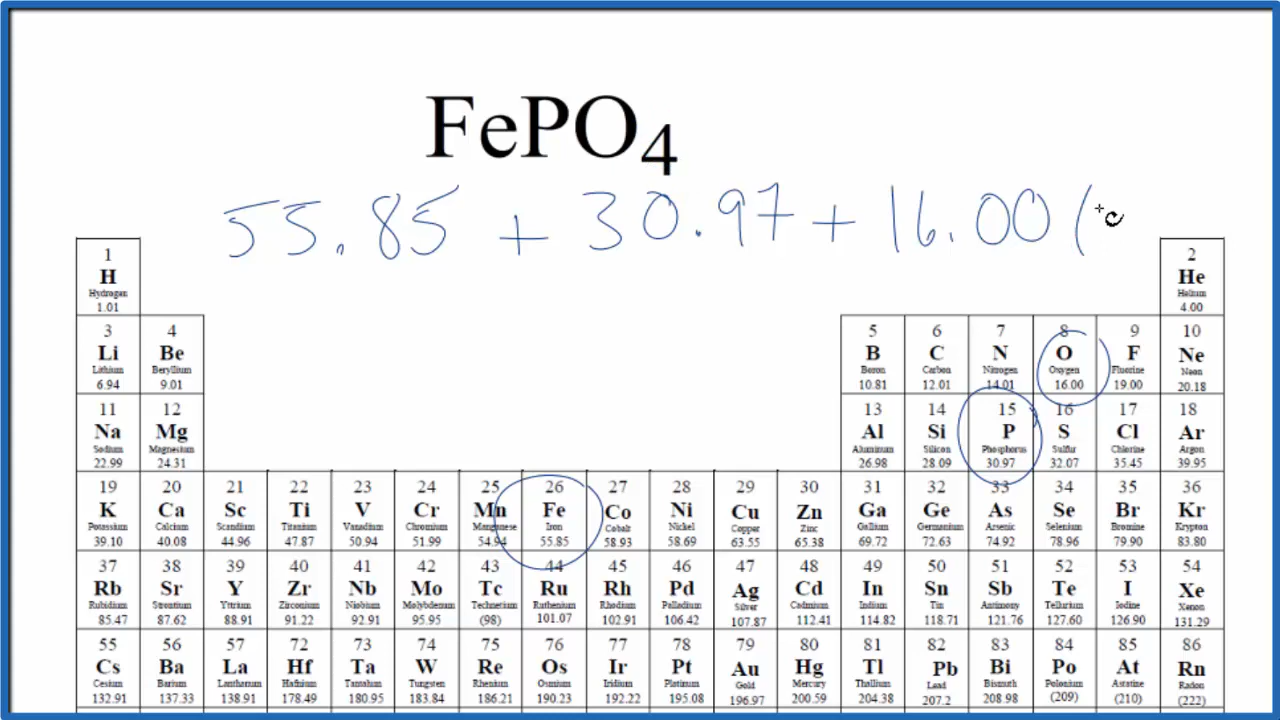 FePO4
55.85 + 30.97 + 16.00 (
1 2
H He
Hydrogen Helium
1.01 4.00
3 4 5 6 7 8 9 10
Li Be B C N O F Ne
Lithium Beryllium Boron Carbon Nitrogen Oxygen Fluorine Neon
6.94 9.01 10.81 12.01 14.01 16.00 19.00 20.18
11 12 13 14 15 16 17 18
Na Mg Al Si P S Cl Ar
Sodium Magnesium Aluminum Silicon Phosphorus Sulfur Chlorine Argon
22.99 24.31 26.98 28.09 30.97 32.07 35.45 39.95
19 20 21 22 23 24 25 26 27 28 29 30 31 32 33 34 35 36
K Ca Sc Ti V Cr Mn Fe Co Ni Cu Zn Ga Ge As Se Br Kr
Potassium Calcium Scandium Titanium Vanadium Chromium Manganese Iron Cobalt Nickel Copper Zinc Gallium Germanium Arsenic Selenium Bromine Krypton
39.10 40.08 44.96 47.87 50.94 51.99 54.94 55.85 58.93 58.69 63.55 65.38 69.72 72.63 74.92 78.96 79.90 83.80
37 38 39 40 41 42 43 44 45 46 47 48 49 50 51 52 53 54
Rb Sr Y Zr Nb Mo Tc Ru Rh Pd Ag Cd In Sn Sb Te I Xe
Rubidium Strontium Yttrium Zirconium Niobium Molybdenum Technetium Ruthenium Rhodium Palladium Silver Cadmium Indium Tin Antimony Tellurium Iodine Xenon
85.47 87.62 88.91 91.22 92.91 95.95 (98) 101.07 102.91 106.42 107.87 112.41 114.82 118.71 121.76 127.60 126.90 131.29
55 56 57 72 73 74 75 76 77 78 79 80 81 82 83 84 85 86
Cs Ba La Hf Ta W Re Os Ir Pt Au Hg Tl Pb Bi Po At Rn
Cesium Barium Lanthanum Hafnium Tantalum Tungsten Rhenium Osmium Iridium Platinum Gold Mercury Thallium Lead Bismuth Polonium Astatine Radon
132.91 137.33 138.91 178.49 180.95 183.84 186.21 190.23 192.22 195.08 196.97 200.59 204.38 207.2 208.98 (209) (210) (222)